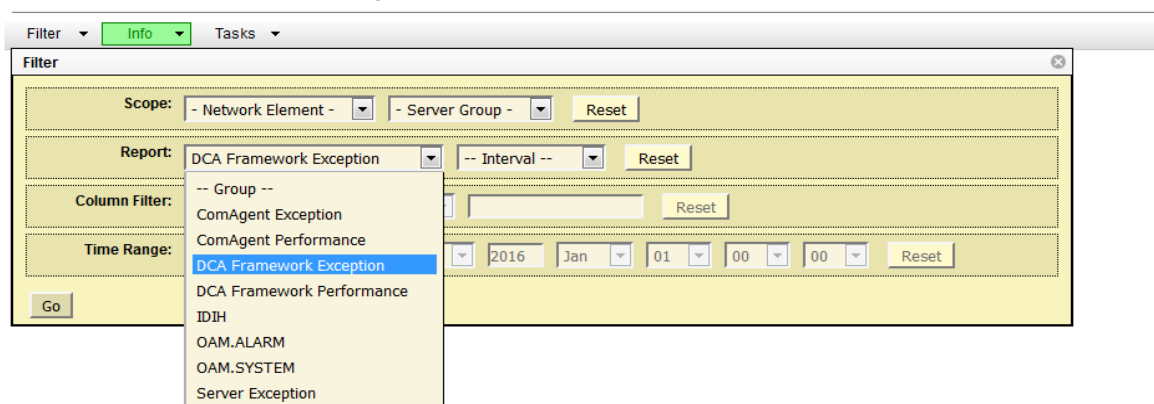 Filter Info Tasks
Filter
Scope: - Network Element - - Server Group - Reset
Report: DCA Framework Exception -- Interval -- Reset
-- Group --
Column Filter: Reset
ComAgent Exception
ComAgent Performance
Time Range: 2016 Jan 01 00 00 Reset
DCA Framework Exception
DCA Framework Performance
Go
IDIH
OAM.ALARM
OAM.SYSTEM
Server Exception